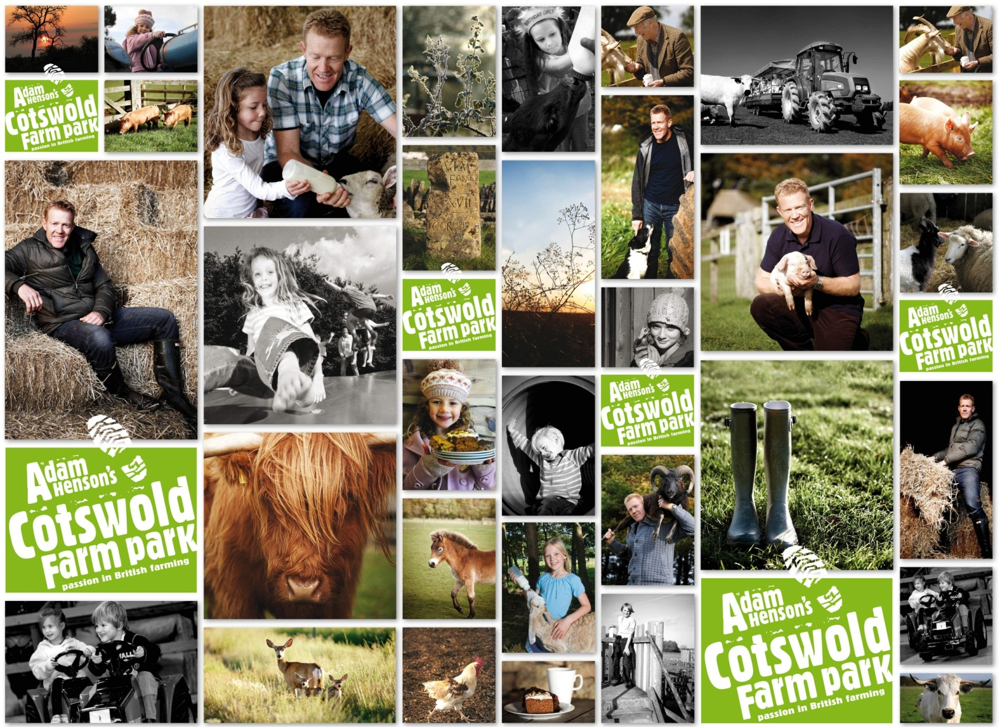 Adam
Henson's
Cotswold
Farm park
passion in British farming
BIRTHDAY GIRL!
VIAM
Fosse
XVII
Adam
Henson's
Cotswold
Farm park
passion in British farming
Adam
Henson's
Cotswold
Farm park
passion in British farming
Adam
Henson's
Cotswold
Farm park
passion in British farming
Adam
Henson's
Cotswold
Farm park
passion in British farming
Adam
Henson's
Cotswold
Farm park
passion in British farming